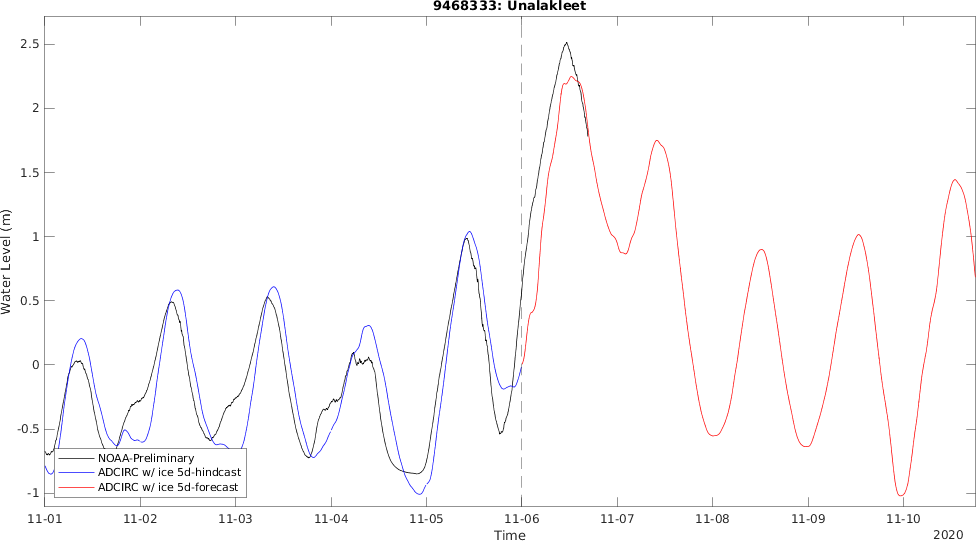 9468333: Unalakleet
Water Level (m)
2.5
2
1.5
1
0.5
0
-0.5
-1
NOAA-Preliminary
ADCIRC w/ ice 5d-hindcast
ADCIRC w/ ice 5d-forecast
11-01 11-02 11-03 11-04 11-05 11-06 11-07 11-08 11-09 11-10
Time
2020